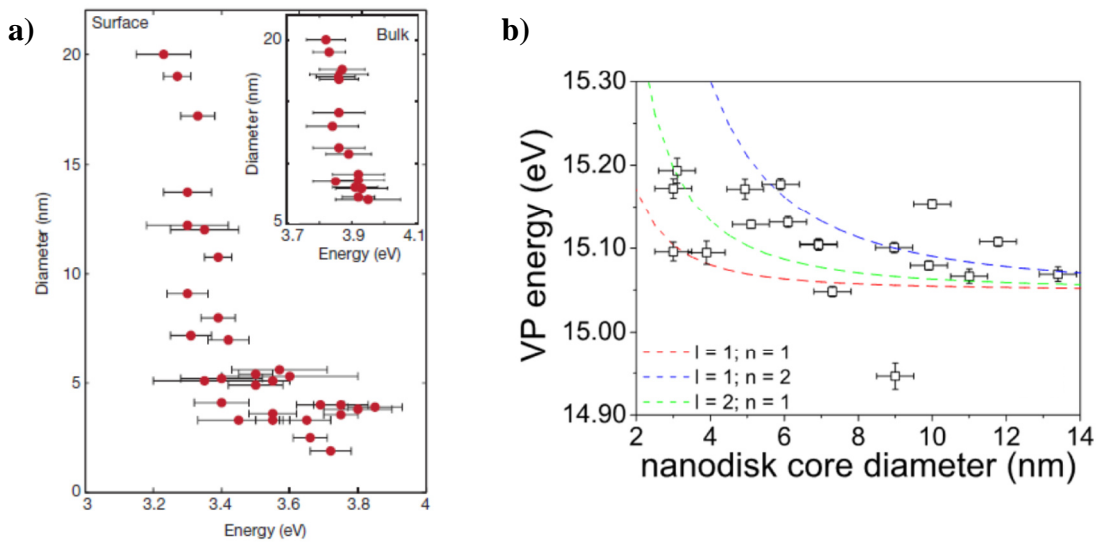 a)
Surface
20
15
10
5
0
Diameter (nm)
3
3.2
3.4
3.6
3.8
4
Energy (eV)
Bulk
20
5
Diameter (nm)
3.7
3.9
4.1
Energy (eV)
b)
15.30
15.20
15.10
15.00
14.90
VP energy (eV)
l = 1; n = 1
l = 1; n = 2
l = 2; n = 1
2
4
6
8
10
12
14
nanodisk core diameter (nm)